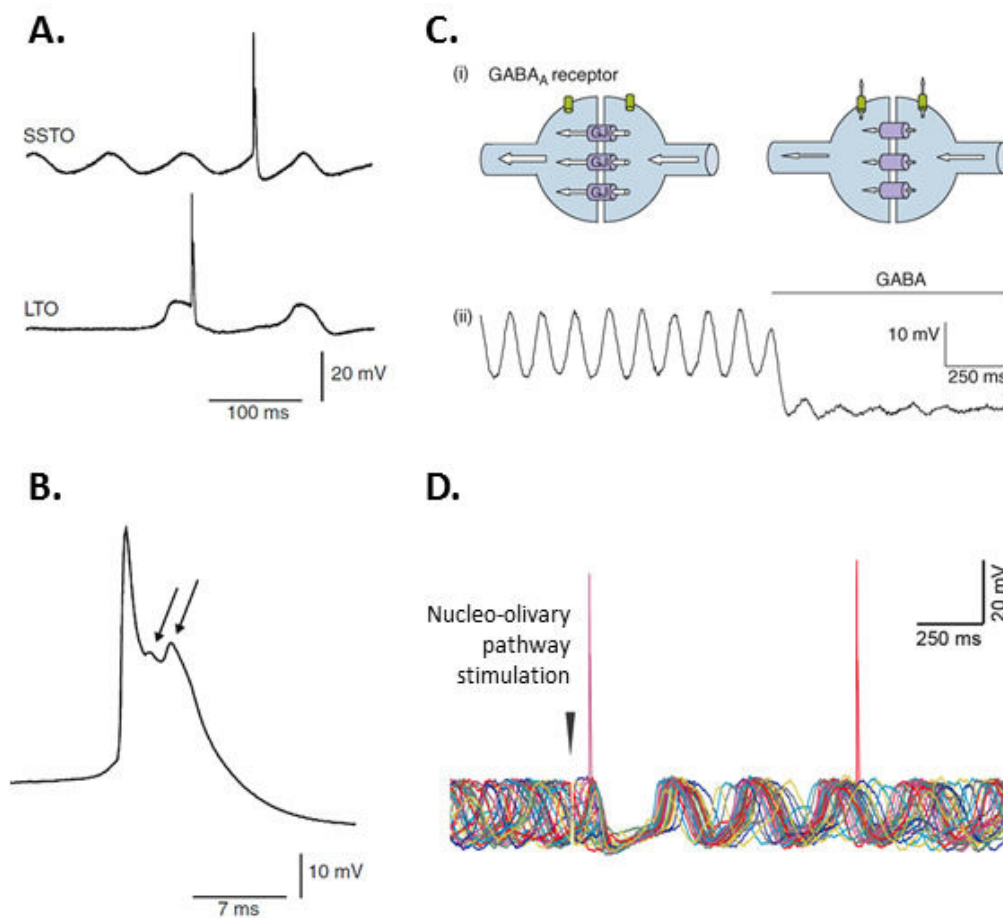 A.
SSTO
LTO
20 mV
100 ms
B.
10 mV
7 ms
C.
(i) GABAA receptor
GJ
GJ
GJ
GABA
(ii)
10 mV
250 ms
D.
Nucleo-olivary
pathway
stimulation
20 mV
250 ms